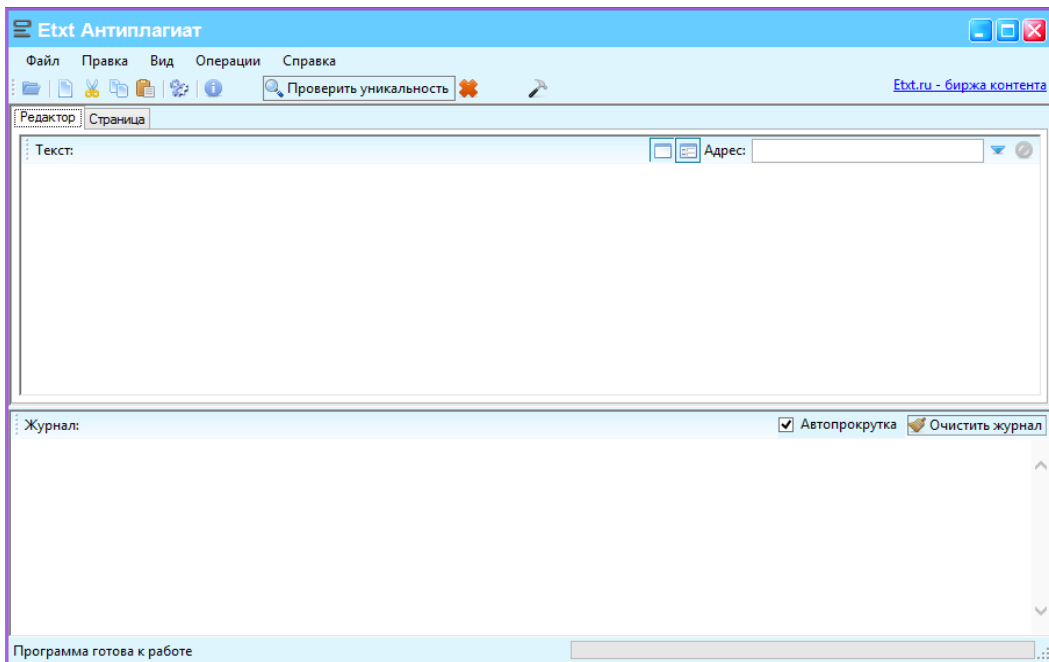 Etxt Антиплагиат
Файл Правка Вид Операции Справка
Проверить уникальность Etxt.ru - биржа контента
Редактор Страница
Текст: Адрес:
Журнал: Автопрокрутка Очистить журнал
Программа готова к работе